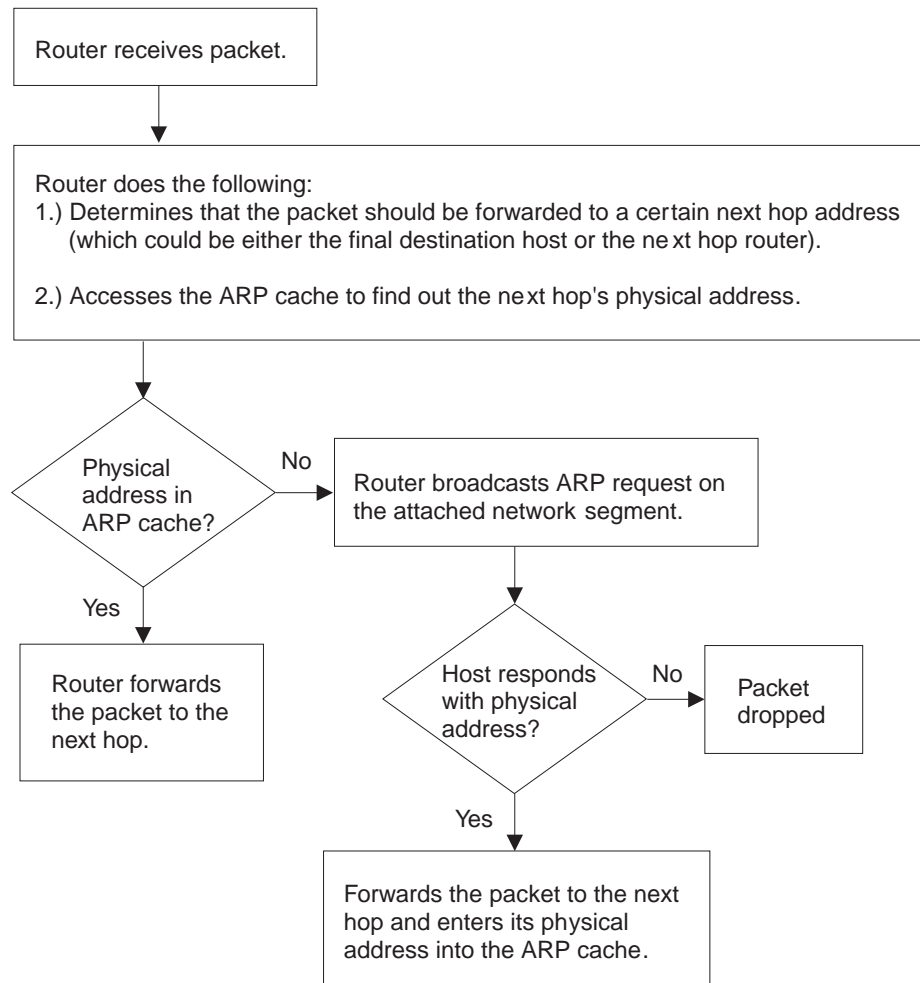 Router receives packet.
Router does the following:
1.) Determines that the packet should be forwarded to a certain next hop address
(which could be either the final destination host or the next hop router).
2.) Accesses the ARP cache to find out the next hop's physical address.
Physical
address in
ARP cache?
No
Router broadcasts ARP request on
the attached network segment.
Yes
Router forwards
the packet to the
next hop.
Host responds
with physical
address?
No
Packet
dropped
Yes
Forwards the packet to the next
hop and enters its physical
address into the ARP cache.